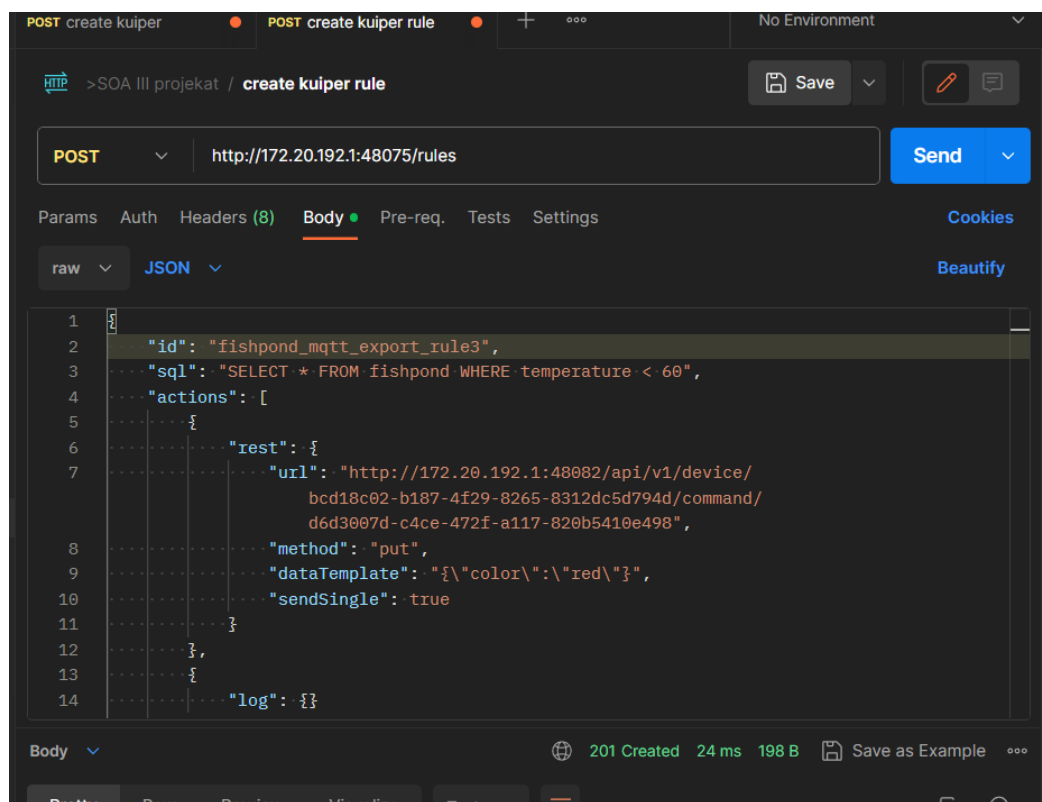 POST create kuiper POST create kuiper rule No Environment
HTTP >SOA III projekat / create kuiper rule Save
POST http://172.20.192.1:48075/rules Send
Params Auth Headers (8) Body Pre-req. Tests Settings Cookies
raw JSON Beautify
1 {
2 "id": "fishpond_mqtt_export_rule3",
3 "sql": "SELECT * FROM fishpond WHERE temperature < 60",
4 "actions": [
5 {
6 "rest": {
7 "url": "http://172.20.192.1:48082/api/v1/device/
bcd18c02-b187-4f29-8265-8312dc5d794d/command/
d6d3007d-c4ce-472f-a117-820b5410e498",
8 "method": "put",
9 "dataTemplate": "{\"color\":\"red\"}",
10 "sendSingle": true
11 }
12 },
13 {
14 "log": {}
Body 201 Created 24 ms 198 B Save as Example